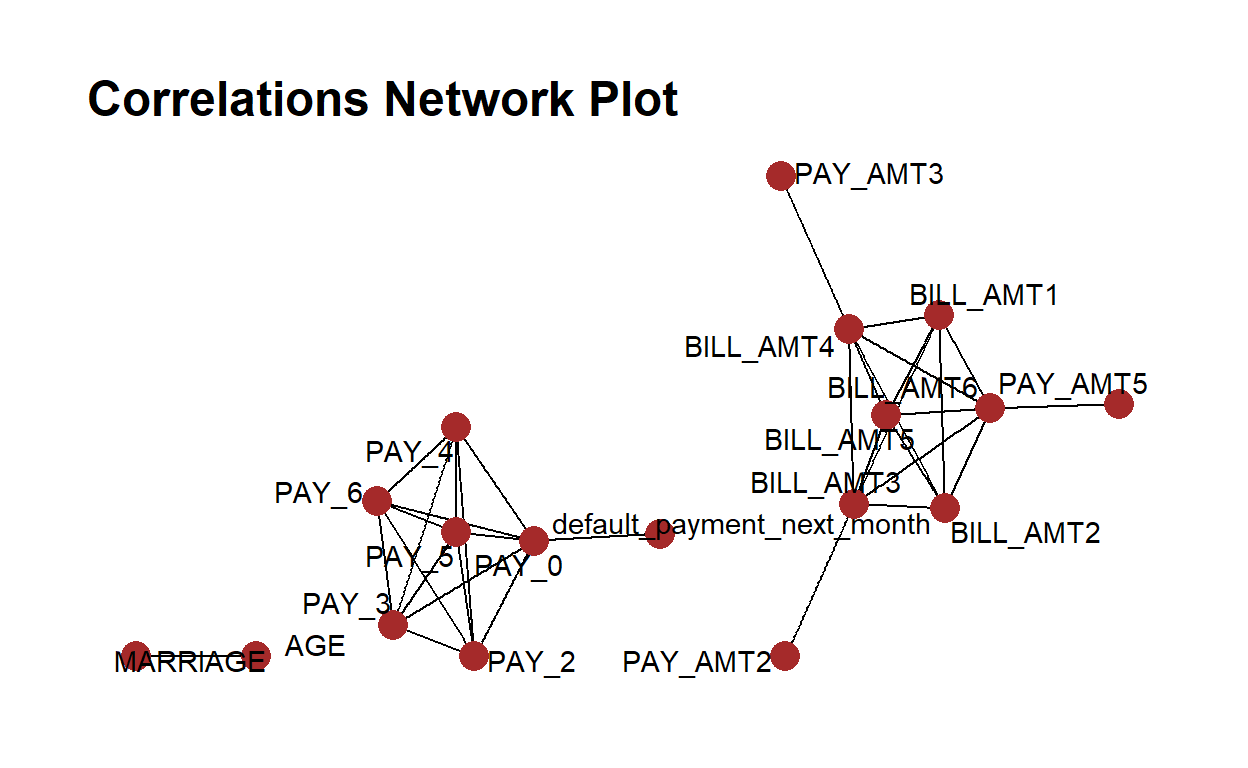 Correlations Network Plot
PAY_AMT3
BILL_AMT1
BILL_AMT4
BILL_AMT6
PAY_AMT5
BILL_AMT5
PAY_4
BILL_AMT3
PAY_6
default_payment_next_month
BILL_AMT2
PAY_5
PAY_0
PAY_3
AGE
MARRIAGE
PAY_2
PAY_AMT2